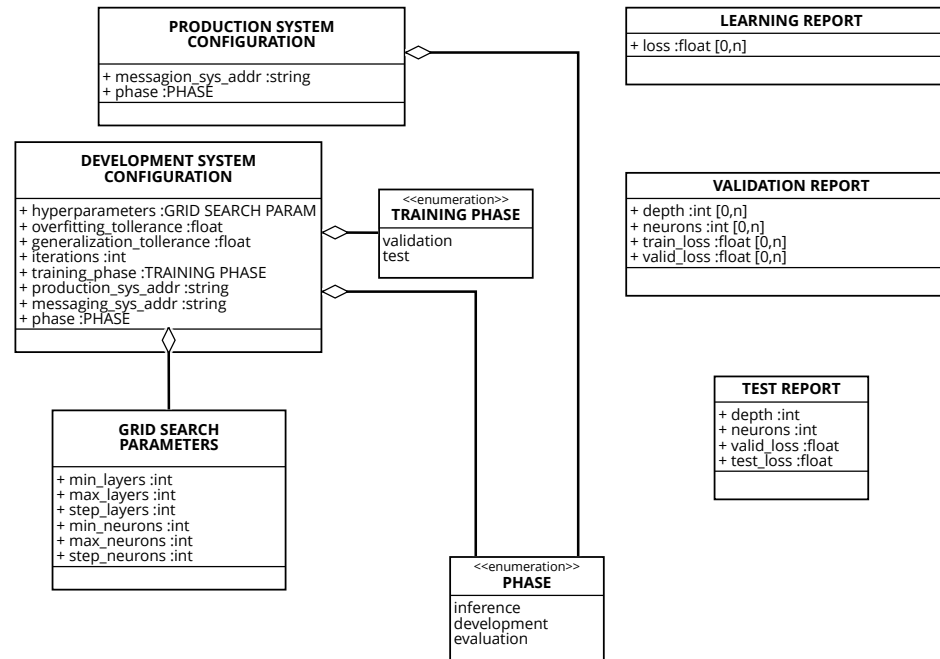 PRODUCTION SYSTEM
CONFIGURATION
+ messagion_sys_addr :string
+ phase :PHASE
LEARNING REPORT
+ loss :float [0,n]
DEVELOPMENT SYSTEM
CONFIGURATION
+ hyperparameters :GRID SEARCH PARAM
+ overfitting_tollerance :float
+ generalization_tollerance :float
+ iterations :int
+ training_phase :TRAINING PHASE
+ production_sys_addr :string
+ messaging_sys_addr :string
+ phase :PHASE
<<enumeration>>
TRAINING PHASE
validation
test
VALIDATION REPORT
+ depth :int [0,n]
+ neurons :int [0,n]
+ train_loss :float [0,n]
+ valid_loss :float [0,n]
TEST REPORT
+ depth :int
+ neurons :int
+ valid_loss :float
+ test_loss :float
GRID SEARCH
PARAMETERS
+ min_layers :int
+ max_layers :int
+ step_layers :int
+ min_neurons :int
+ max_neurons :int
+ step_neurons :int
<<enumeration>>
PHASE
inference
development
evaluation